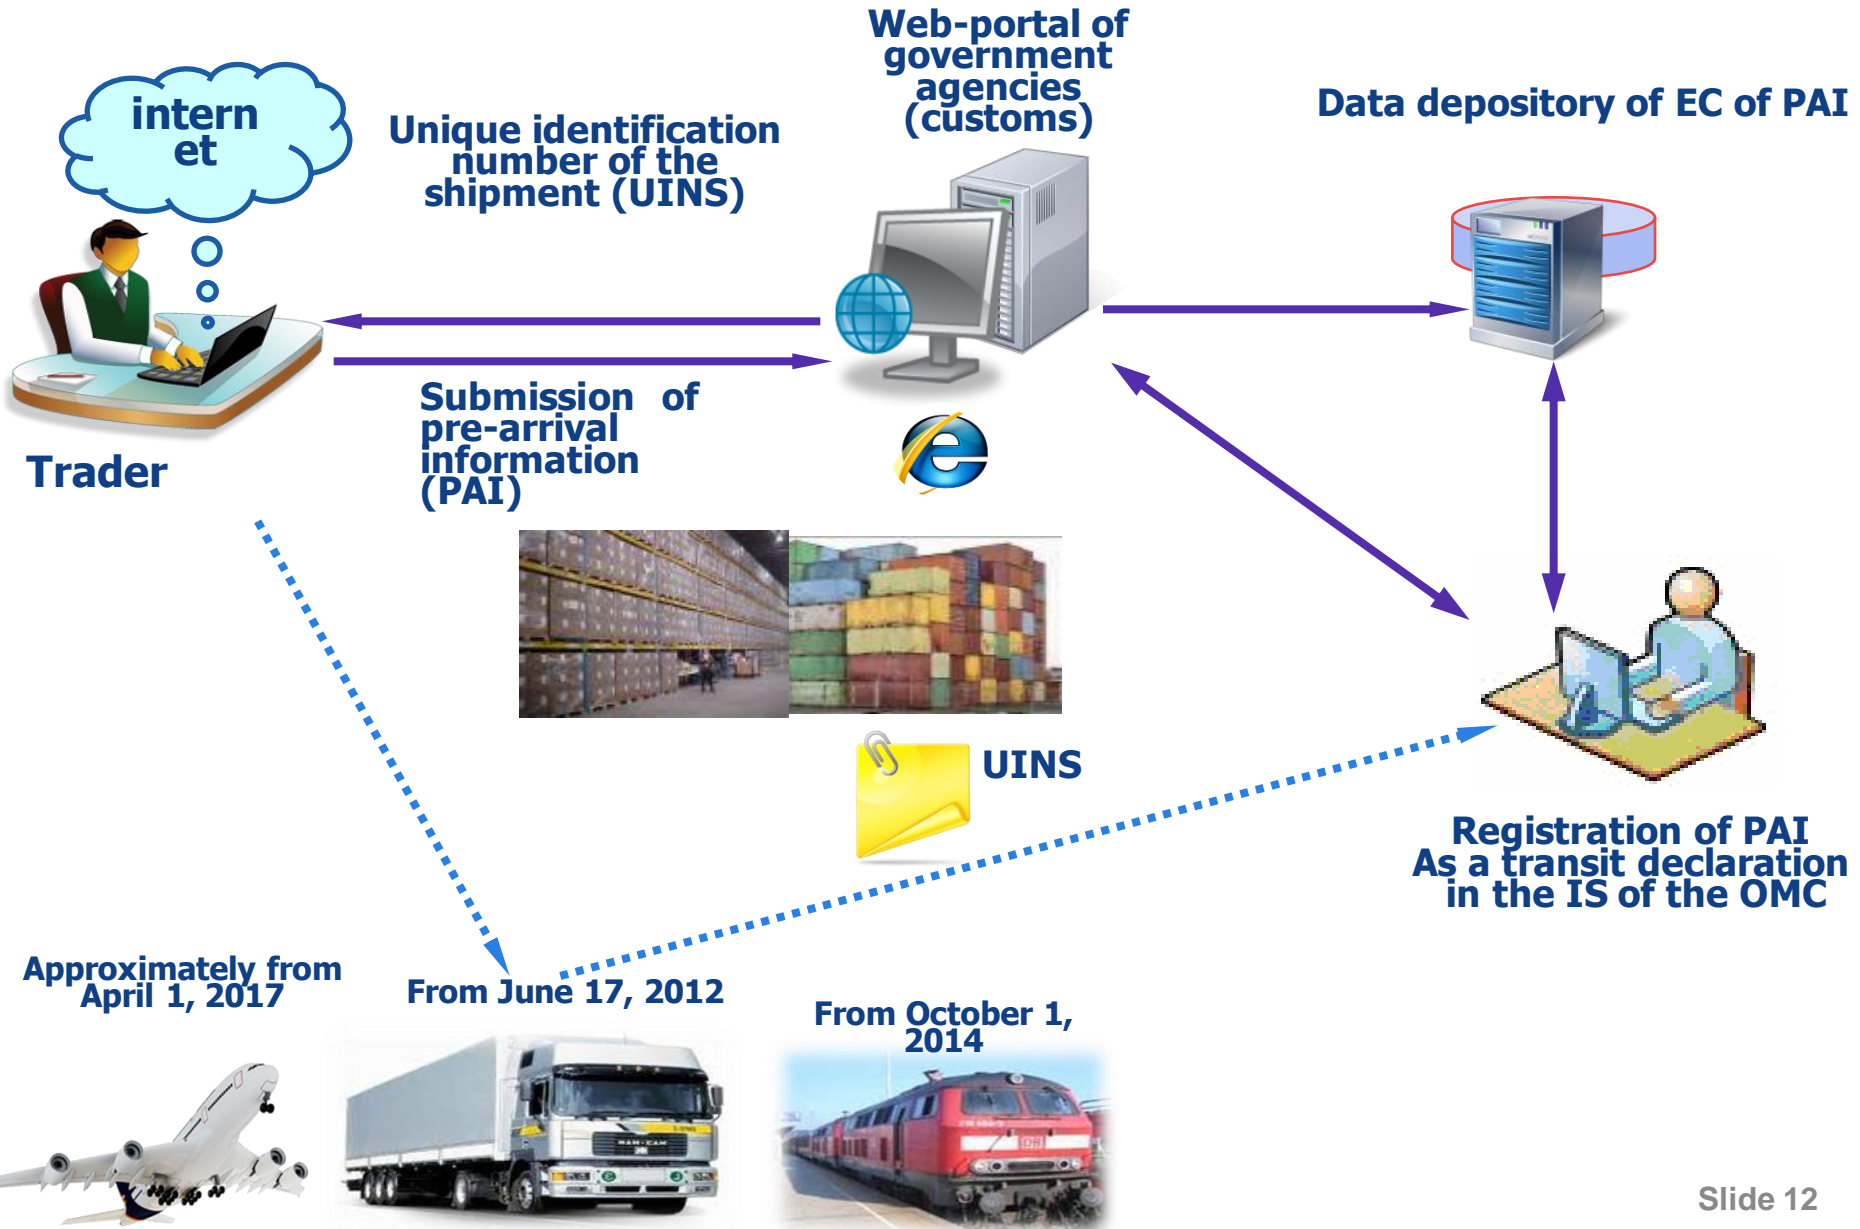 Web-portal of
government
agencies
(customs)
intern
et
Unique identification
number of the
shipment (UINS)
Data depository of EC of PAI
Submission of
pre-arrival
information
(PAI)
Trader
UINS
Registration of PAI
As a transit declaration
in the IS of the OMC
Approximately from
April 1, 2017
From June 17, 2012
From October 1,
2014
DB
Slide 12